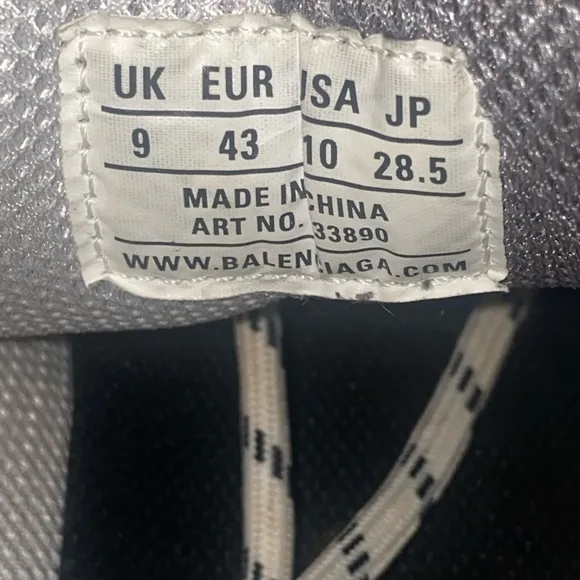 UK EUR USA JP
9 43 10 28.5
MADE IN CHINA
ART NO. 33890
WWW.BALENCIAGA.COM